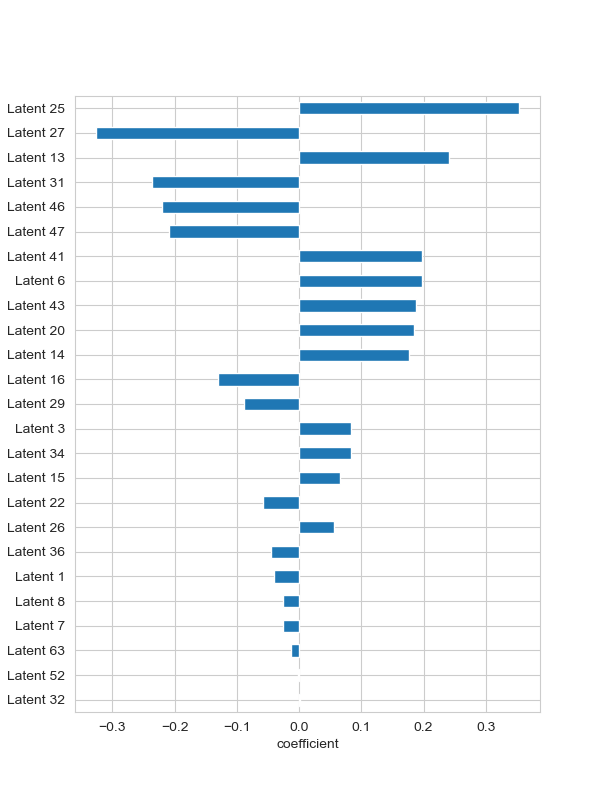 Latent 25
Latent 27
Latent 13
Latent 31
Latent 46
Latent 47
Latent 41
Latent 6
Latent 43
Latent 20
Latent 14
Latent 16
Latent 29
Latent 3
Latent 34
Latent 15
Latent 22
Latent 26
Latent 36
Latent 1
Latent 8
Latent 7
Latent 63
Latent 52
Latent 32
−0.3 −0.2 −0.1 0.0 0.1 0.2 0.3
coefficient